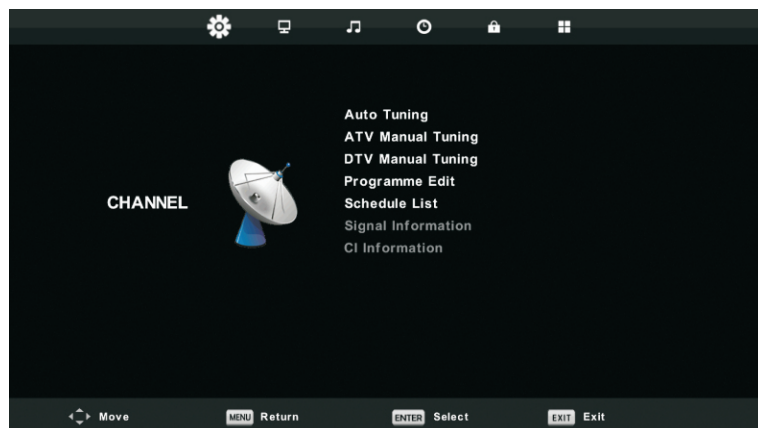 CHANNEL
Auto Tuning
ATV Manual Tuning
DTV Manual Tuning
Programme Edit
Schedule List
Signal Information
CI Information
Move MENU Return ENTER Select EXIT Exit